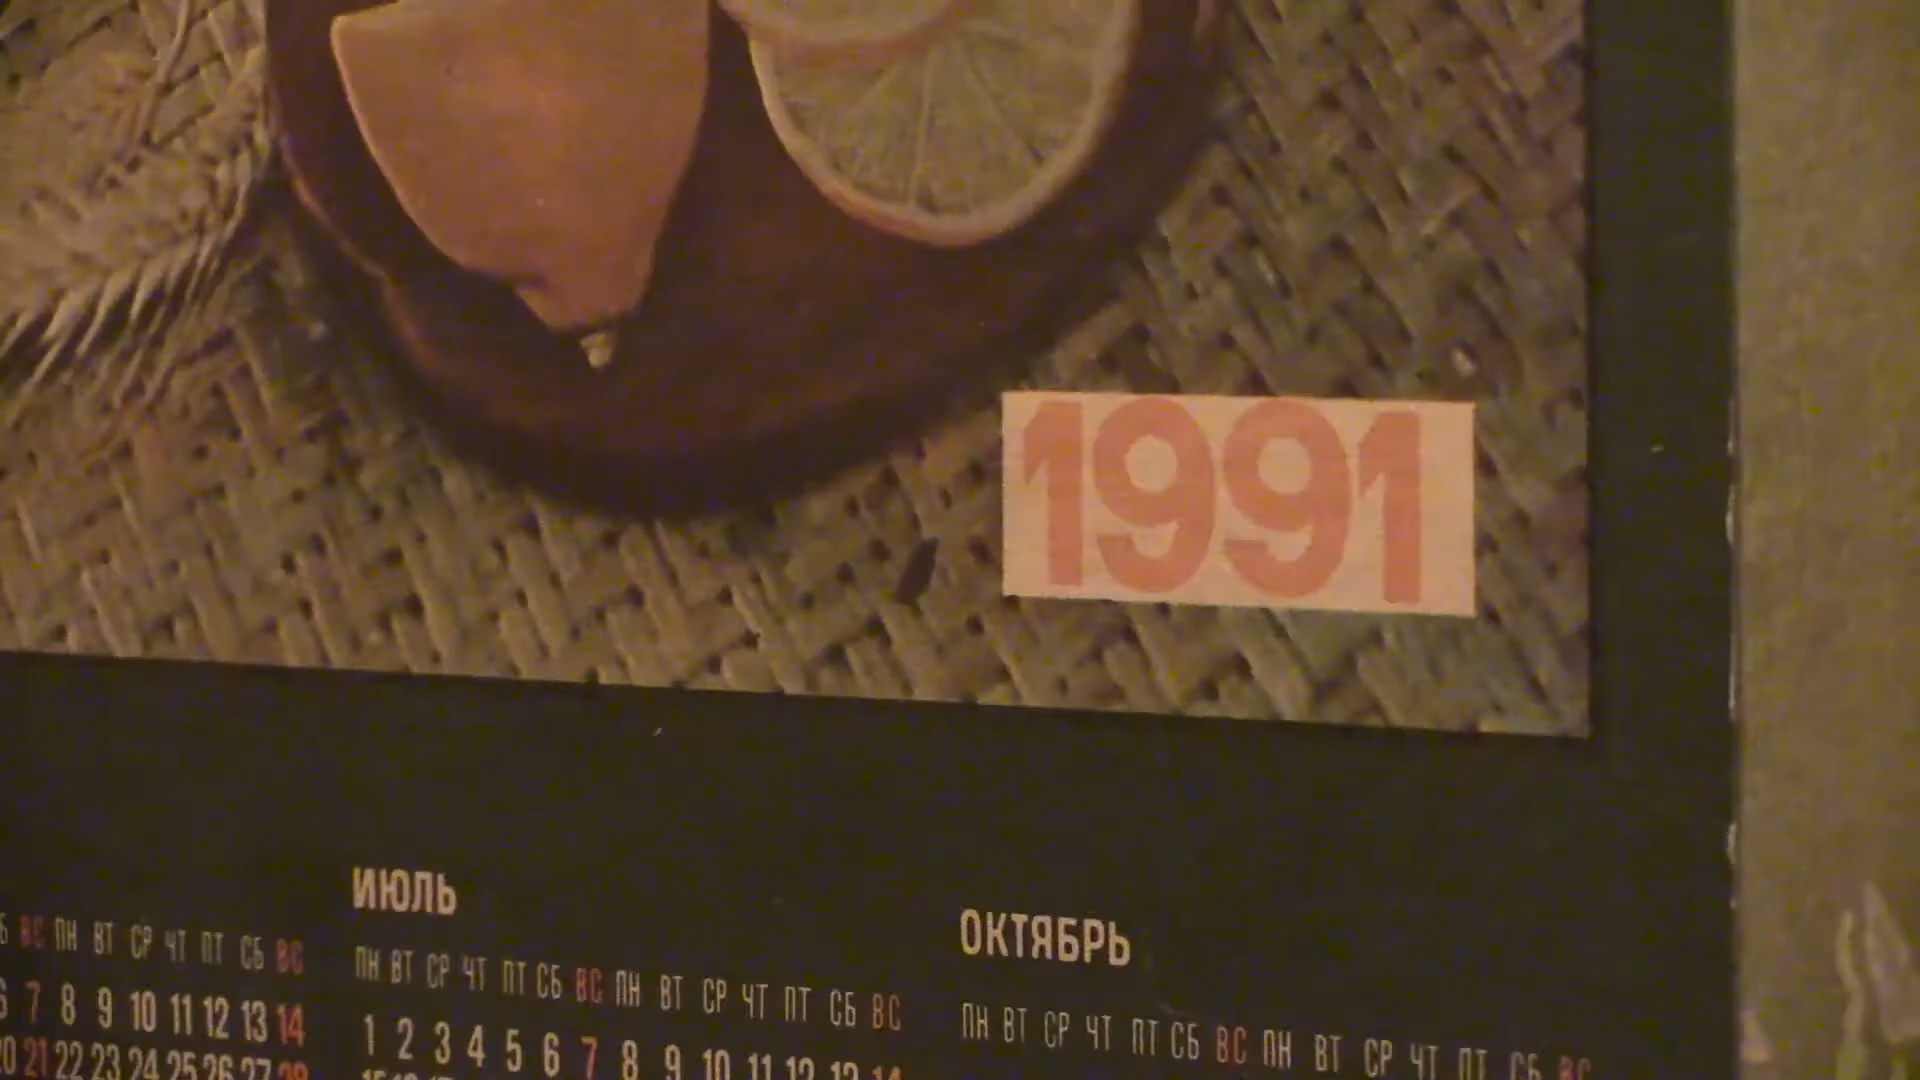 1991
ИЮЛЬ
ОКТЯБРЬ
ВС ПН ВТ СР ЧТ ПТ СБ ВС
ПН ВТ СР ЧТ ПТ СБ ВС ПН ВТ СР ЧТ ПТ СБ ВС
ПН ВТ СР ЧТ ПТ СБ ВС ПН ВТ СР ЧТ ПТ СБ ВС
6 7 8 9 10 11 12 13 14
1 2 3 4 5 6 7 8 9 10 11 12 13 14
20 21 22 23 24 25 26 27 28